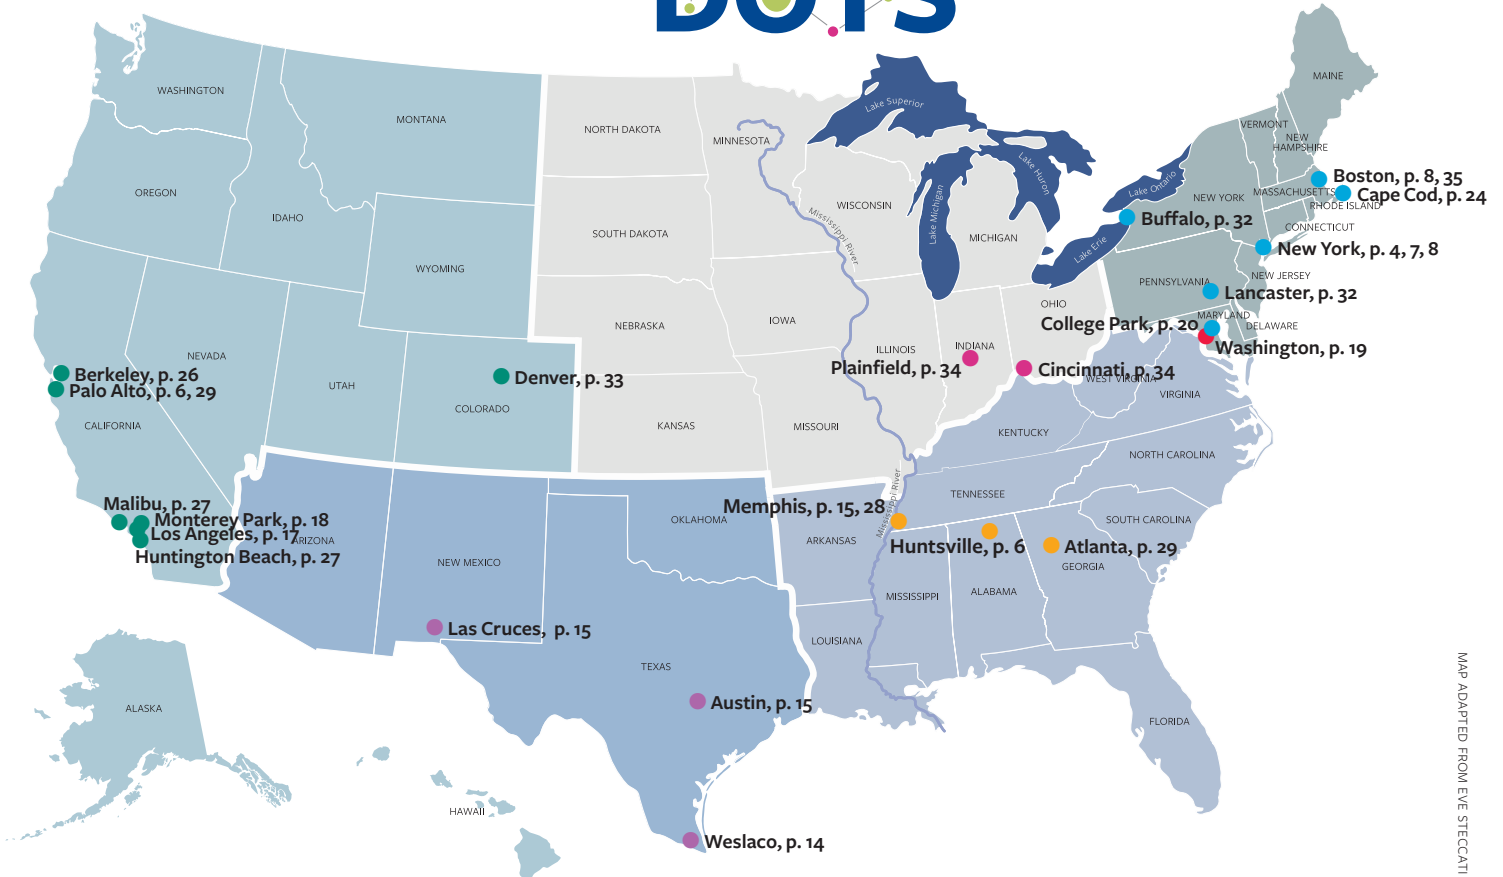 DOTS
WASHINGTON
MONTANA
NORTH DAKOTA
MINNESOTA
Lake Superior
MAINE
VERMONT
NEW
HAMPSHIRE
OREGON
IDAHO
WYOMING
SOUTH DAKOTA
WISCONSIN
Lake Michigan
Lake Huron
MICHIGAN
Lake Ontario
Lake Erie
NEW YORK
MASSACHUSETTS
Boston, p. 8, 35
Cape Cod, p. 24
RHODE ISLAND
CONNECTICUT
Buffalo, p. 32
New York, p. 4, 7, 8
Mississippi River
PENNSYLVANIA
NEW JERSEY
Lancaster, p. 32
OHIO
MARYLAND
DELAWARE
College Park, p. 20
Washington, p. 19
NEBRASKA
IOWA
ILLINOIS
INDIANA
Plainfield, p. 34
Cincinnati, p. 34
WEST VIRGINIA
VIRGINIA
NEVADA
UTAH
COLORADO
Denver, p. 33
Berkeley, p. 26
Palo Alto, p. 6, 29
CALIFORNIA
KANSAS
MISSOURI
KENTUCKY
NORTH CAROLINA
TENNESSEE
SOUTH CAROLINA
Malibu, p. 27
Monterey Park, p. 18
Los Angeles, p. 17
Huntington Beach, p. 27
ARIZONA
NEW MEXICO
OKLAHOMA
ARKANSAS
Mississippi River
Memphis, p. 15, 28
Huntsville, p. 6
Atlanta, p. 29
GEORGIA
MISSISSIPPI
ALABAMA
Las Cruces, p. 15
TEXAS
LOUISIANA
Austin, p. 15
FLORIDA
ALASKA
HAWAII
Weslaco, p. 14
MAP ADAPTED FROM EVE STECCATI